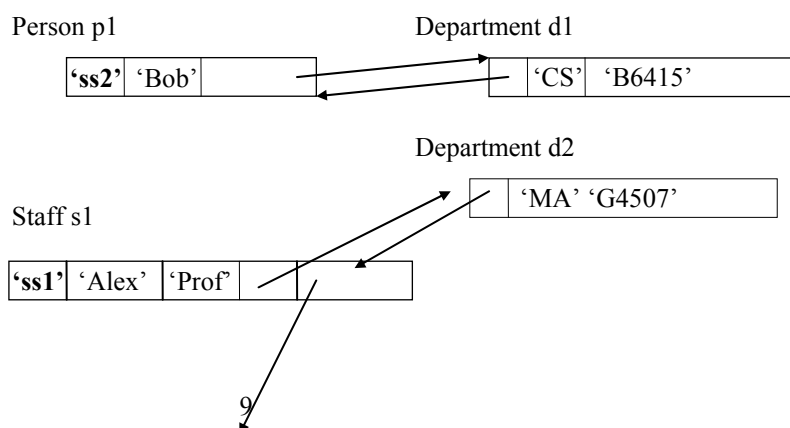 Person p1 Department d1
‘ss2’ ‘Bob’ ‘CS’ ‘B6415’
Department d2
‘MA’ ‘G4507’
Staff s1
‘ss1’ ‘Alex’ ‘Prof’
9